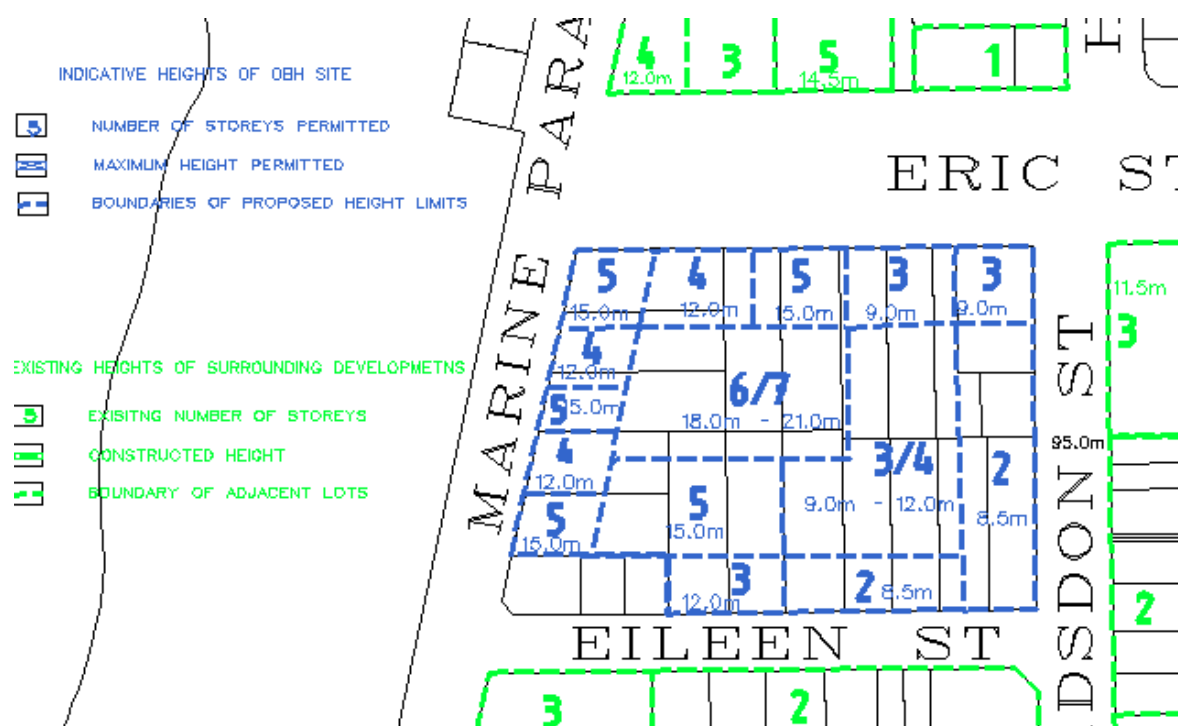 4
3
5
1
12.0m
14.5m
INDICATIVE HEIGHTS OF OBH SITE
5
NUMBER OF STOREYS PERMITTED
MAXIMUM HEIGHT PERMITTED
BOUNDARIES OF PROPOSED HEIGHT LIMITS
MARINE PARA
ERIC ST
5
4
5
3
3
15.0m
12.0m
15.0m
9.0m
9.0m
11.5m
3
4
12.0m
EXISTING HEIGHTS OF SURROUNDING DEVELOPMETNS
5
EXISITNG NUMBER OF STOREYS
CONSTRUCTED HEIGHT
BOUNDARY OF ADJACENT LOTS
5
15.0m
6/7
18.0m - 21.0m
4
12.0m
3/4
9.0m - 12.0m
2
8.5m
95.0m
5
15.0m
5
15.0m
3
12.0m
2
8.5m
2
EILEEN ST
DSDON ST
3
2